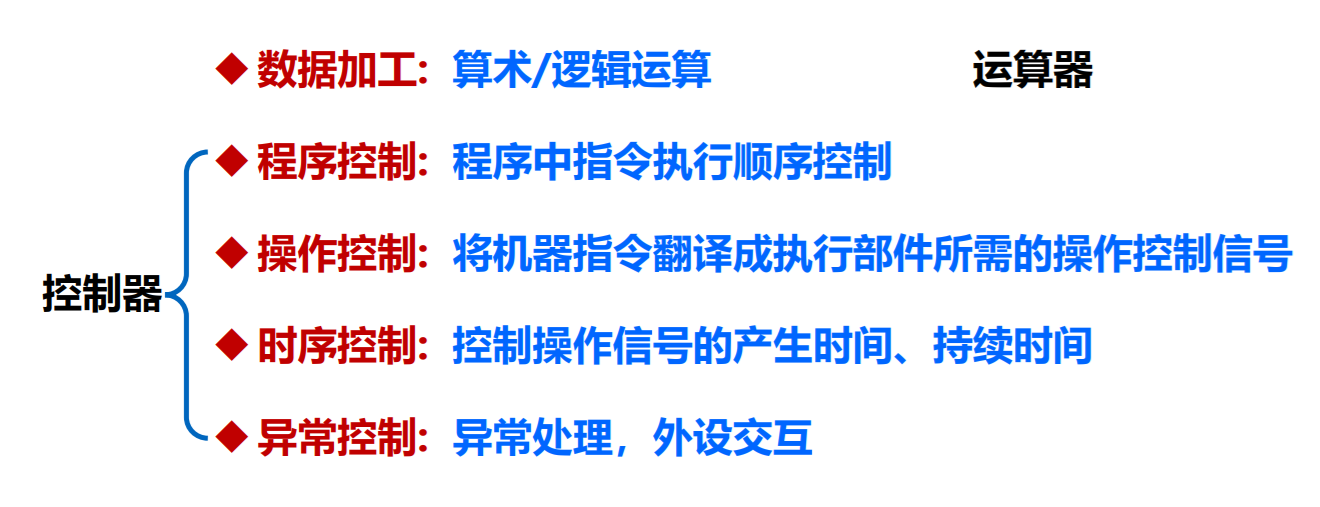 ◆ 数据加工: 算术/逻辑运算 运算器
◆ 程序控制: 程序中指令执行顺序控制
◆ 操作控制: 将机器指令翻译成执行部件所需的操作控制信号
控制器
◆ 时序控制: 控制操作信号的产生时间、持续时间
◆ 异常控制: 异常处理，外设交互